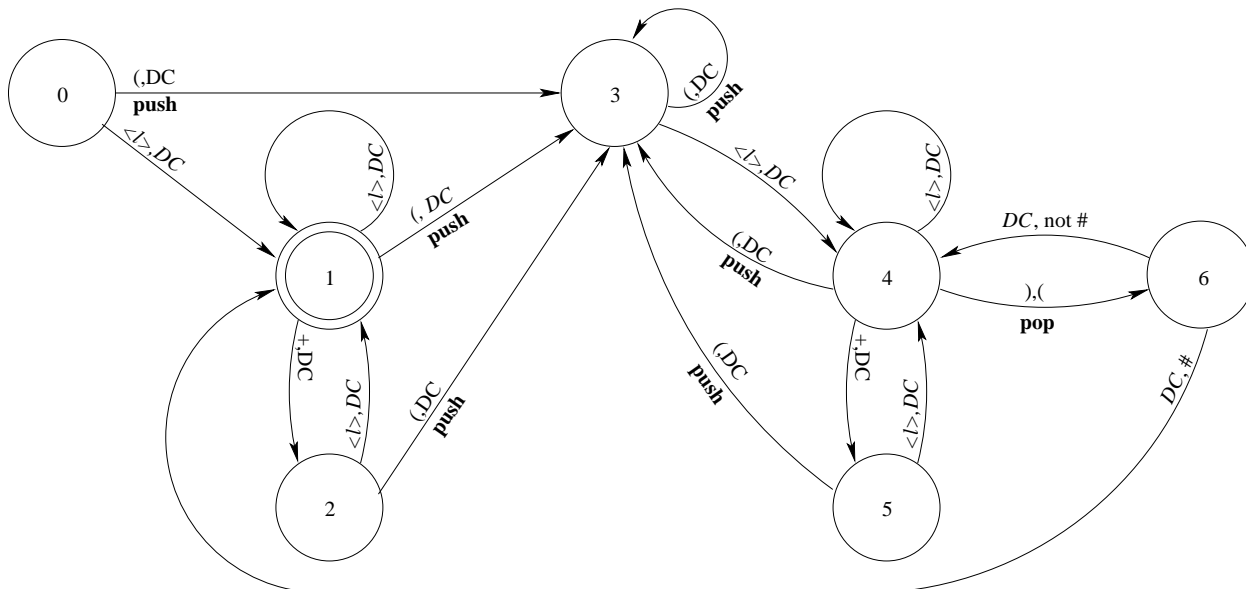 0
(,DC
push
3
(,DC
push
<l>,DC
<l>,DC
(, DC
push
<l>,DC
<l>,DC
(,DC
push
DC, not #
),(
pop
1
4
6
+,DC
<l>,DC
(,DC
push
(,DC
push
+,DC
<l>,DC
DC, #
2
5